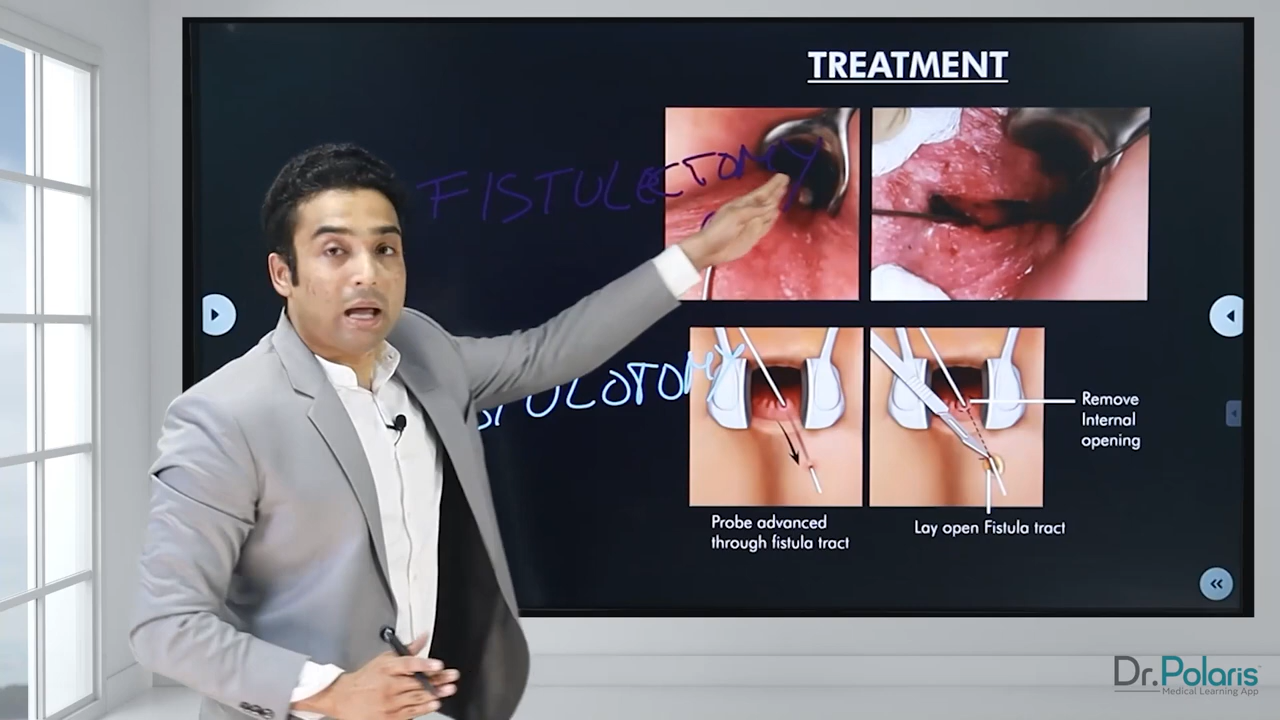 TREATMENT
FISTULECTOMY
Remove
Internal
opening
Probe advanced
through fistula tract
Lay open Fistula tract
Dr.Polaris
Medical Learning App